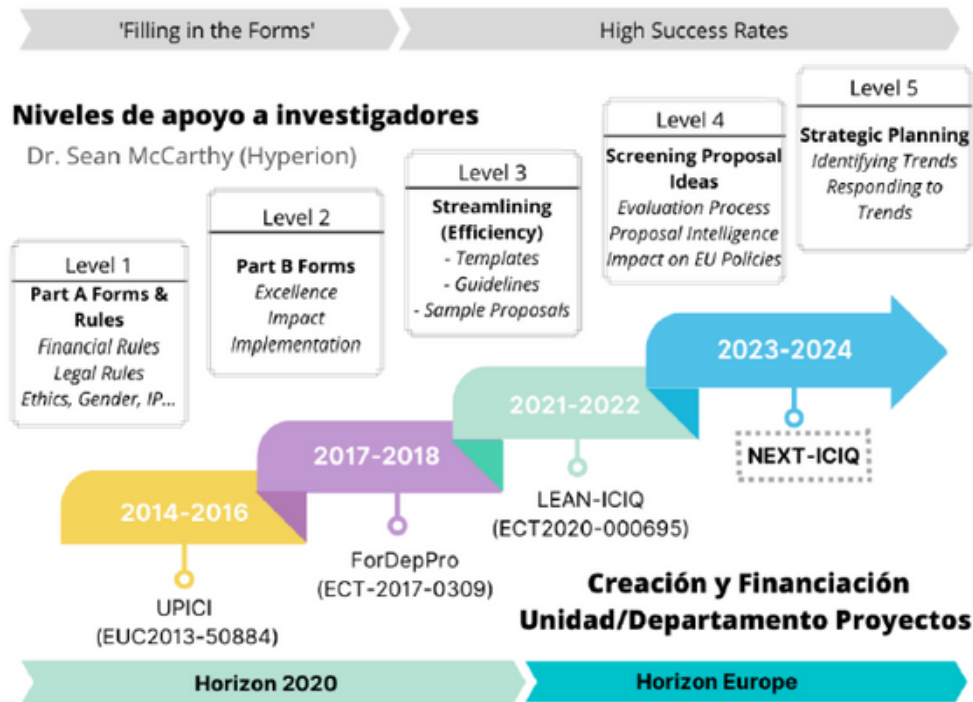 'Filling in the Forms'
High Success Rates
Niveles de apoyo a investigadores
Dr. Sean McCarthy (Hyperion)
Level 1
Part A Forms &
Rules
Financial Rules
Legal Rules
Ethics, Gender, IP...
Level 2
Part B Forms
Excellence
Impact
Implementation
Level 3
Streamlining
(Efficiency)
- Templates
- Guidelines
- Sample Proposals
Level 4
Screening Proposal
Ideas
Evaluation Process
Proposal Intelligence
Impact on EU Policies
Level 5
Strategic Planning
Identifying Trends
Responding to
Trends
2014-2016
UPICI
(EUC2013-50884)
2017-2018
ForDepPro
(ECT-2017-0309)
2021-2022
LEAN-ICIQ
(ECT2020-000695)
2023-2024
NEXT-ICIQ
Creación y Financiación
Unidad/Departamento Proyectos
Horizon 2020
Horizon Europe